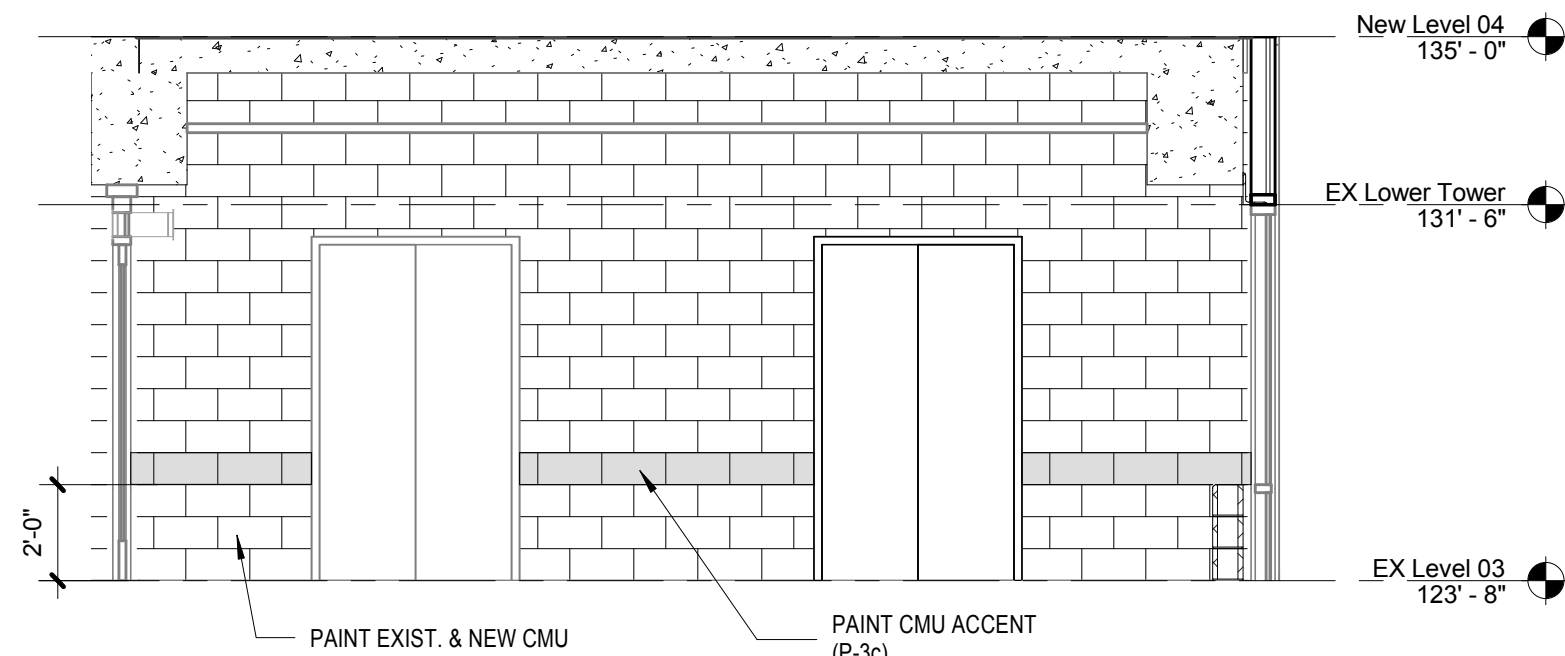 New Level 04
135' - 0"
EX Lower Tower
131' - 6"
2'-0"
EX Level 03
123' - 8"
PAINT EXIST. & NEW CMU
PAINT CMU ACCENT
(P-3c)